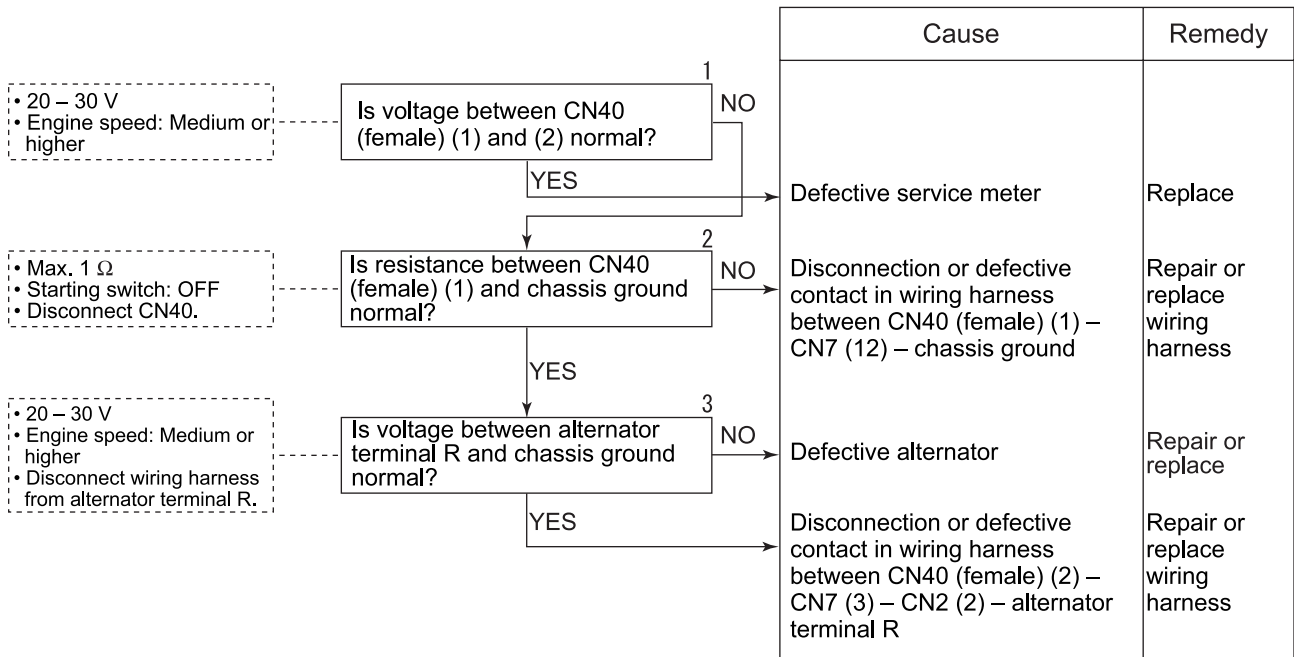 Cause
Remedy
1
• 20 – 30 V
• Engine speed: Medium or
higher
Is voltage between CN40
(female) (1) and (2) normal?
NO
YES
Defective service meter
Replace
2
• Max. 1 Ω
• Starting switch: OFF
• Disconnect CN40.
Is resistance between CN40
(female) (1) and chassis ground
normal?
NO
Disconnection or defective
contact in wiring harness
between CN40 (female) (1) –
CN7 (12) – chassis ground
Repair or
replace
wiring
harness
YES
3
• 20 – 30 V
• Engine speed: Medium or
higher
• Disconnect wiring harness
from alternator terminal R.
Is voltage between alternator
terminal R and chassis ground
normal?
NO
Defective alternator
Repair or
replace
YES
Disconnection or defective
contact in wiring harness
between CN40 (female) (2) –
CN7 (3) – CN2 (2) – alternator
terminal R
Repair or
replace
wiring
harness